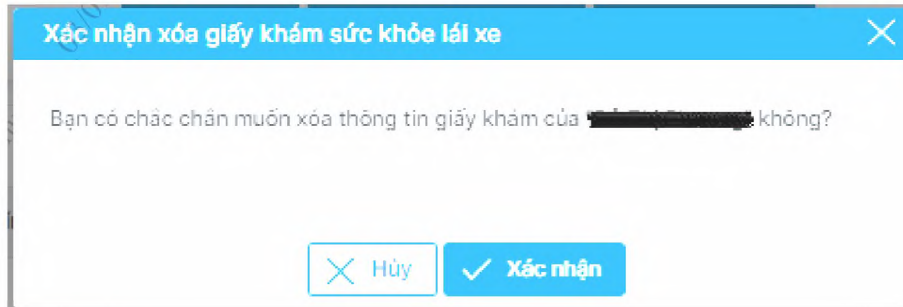 Xác nhận xóa giấy khám sức khỏe lái xe
Bạn có chắc chắn muốn xóa thông tin giấy khám của không?
Hủy
Xác nhận